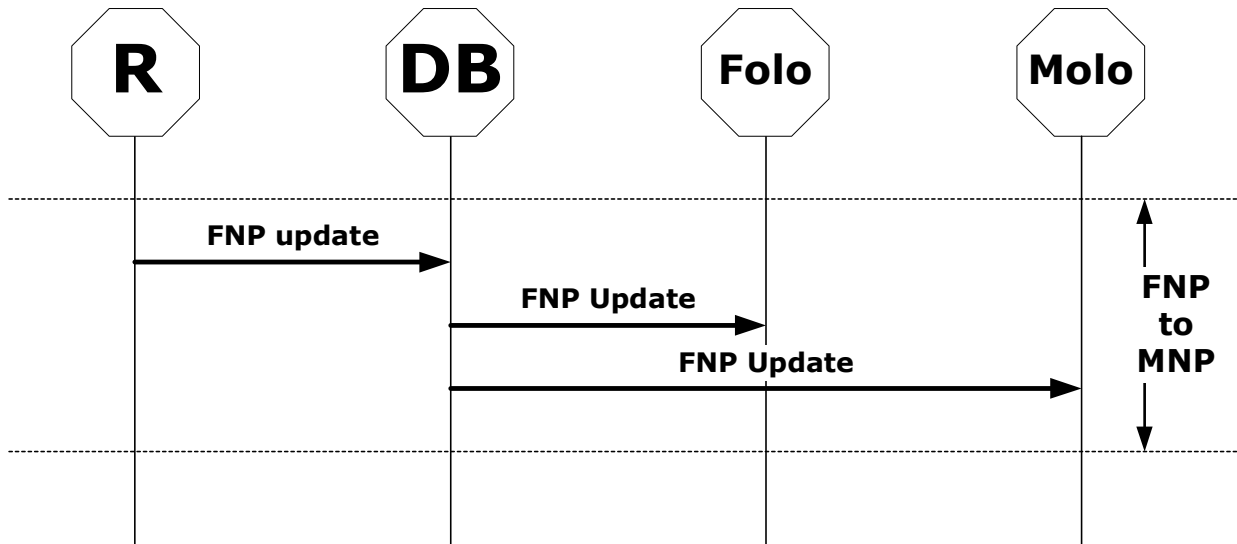 R
DB
Folo
Molo
FNP update
FNP Update
FNP Update
FNP
to
MNP